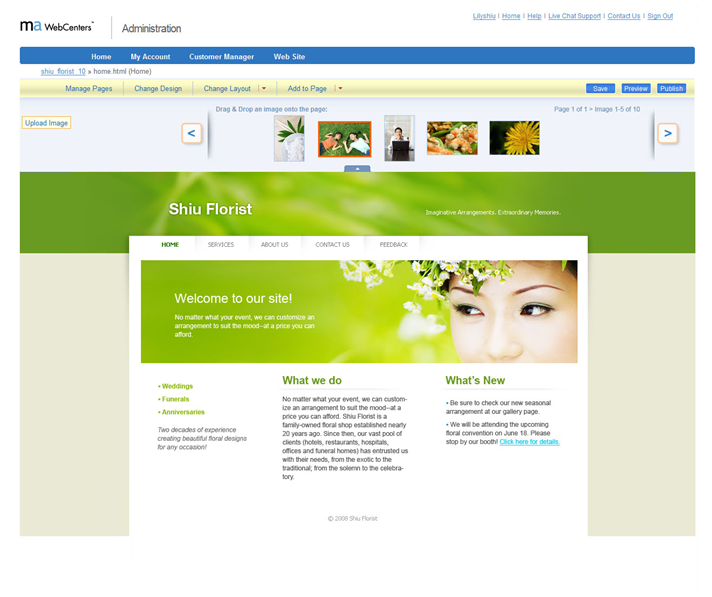 Lilyshiu | Home | Help | Live Chat Support | Contact Us | Sign Out
ma WebCenters™ Administration
Home My Account Customer Manager Web Site
shiu_florist_10 » home.html (Home)
Manage Pages Change Design Change Layout Add to Page Save Preview Publish
Drag & Drop an image onto the page: Page 1 of 1 > Image 1-5 of 10
Upload Image
< >
Shiu Florist
Imaginative Arrangements. Extraordinary Memories.
HOME SERVICES ABOUT US CONTACT US FEEDBACK
Welcome to our site!
No matter what your event, we can customize an
arrangement to suit the mood--at a price you can
afford.
• Weddings
• Funerals
• Anniversaries
Two decades of experience
creating beautiful floral designs
for any occasion!
What we do
No matter what your event, we can custom-
ize an arrangement to suit the mood--at a
price you can afford. Shiu Florist is a
family-owned floral shop established nearly
20 years ago. Since then, our vast pool of
clients (hotels, restaurants, hospitals,
offices and funeral homes) has entrusted us
with their needs, from the exotic to the
traditional; from the solemn to the celebra-
tory.
What's New
• Be sure to check our new seasonal
arrangement at our gallery page.
• We will be attending the upcoming
floral convention on June 18. Please
stop by our booth! Click here for details.
© 2008 Shiu Florist